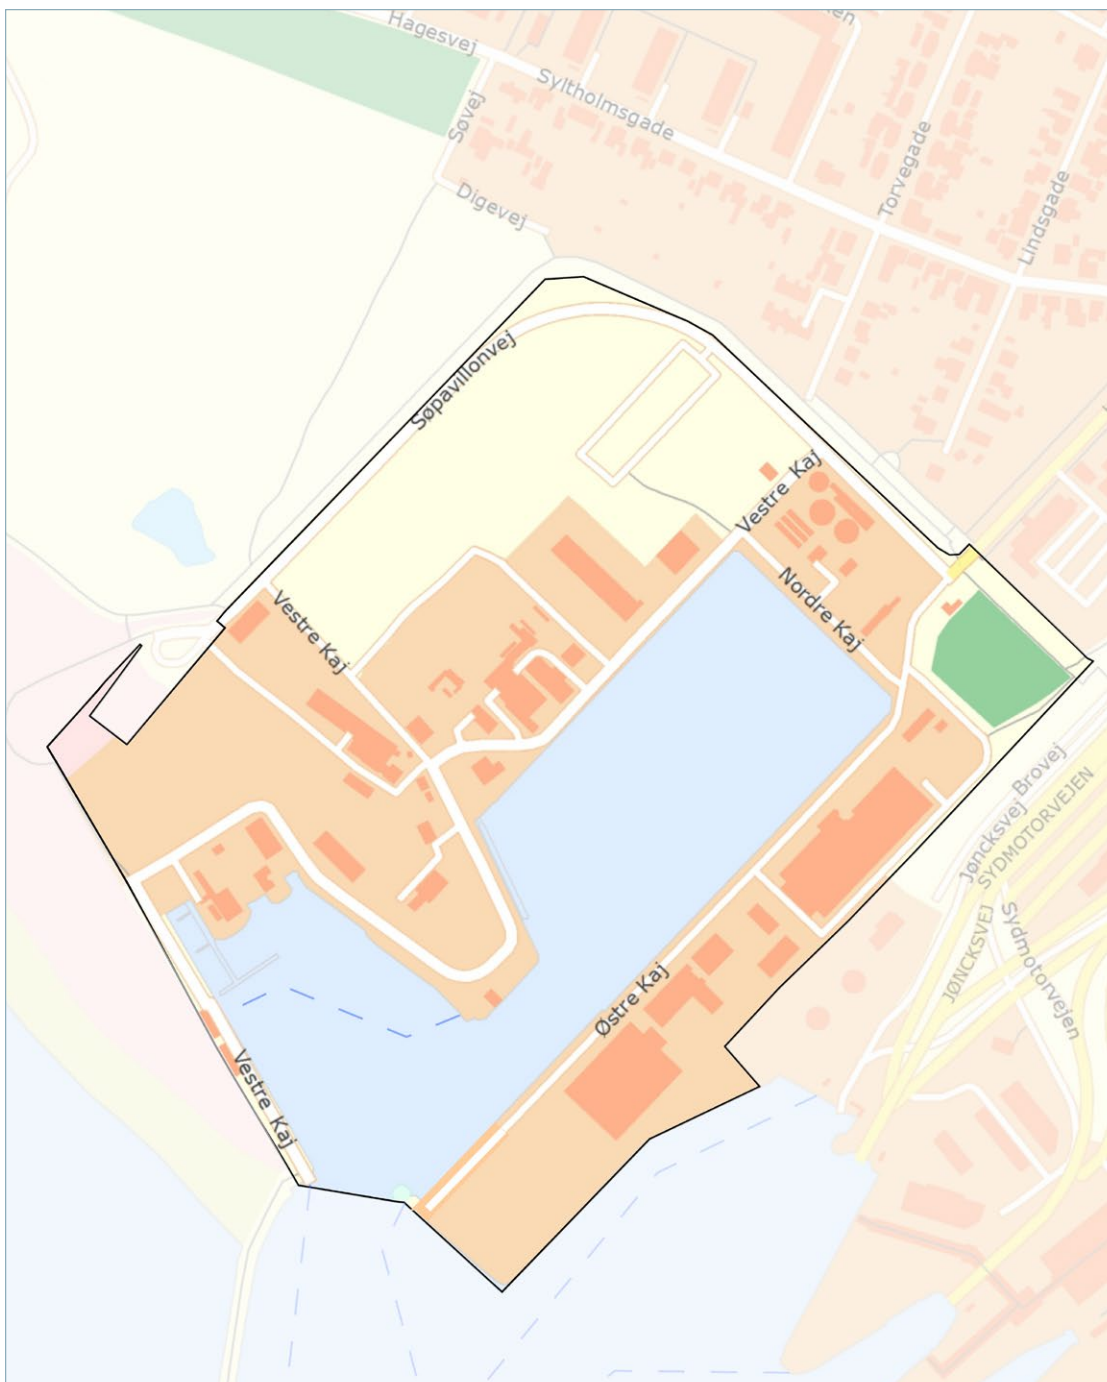 Hagesvej
Syltholmsgade
Søvej
Digevej
Torvegade
Lindsgade
Søpavillonvej
Vestre Kaj
Nordre Kaj
Vestre Kaj
Brovej
Jøncksvej
SYDMOTORVEJEN
JØNCKSVEJ
Sydmotorvejen
Østre Kaj
Vestre Kaj